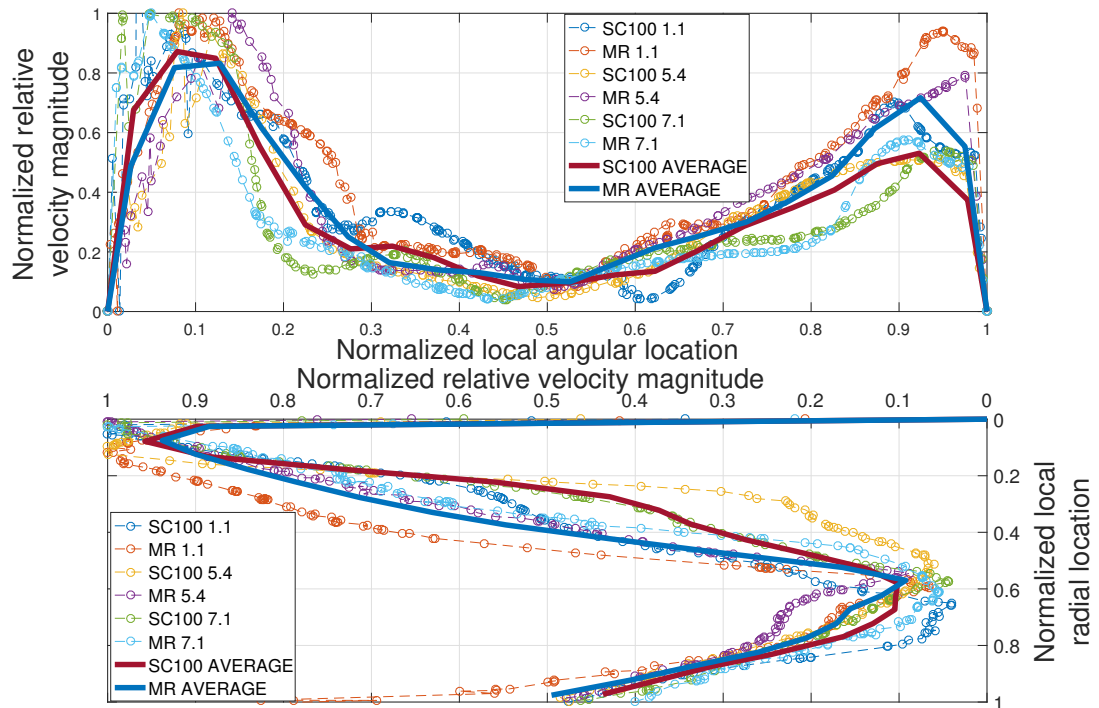 1
0.8
0.6
0.4
0.2
0
Normalized relative
velocity magnitude
SC100 1.1
MR 1.1
SC100 5.4
MR 5.4
SC100 7.1
MR 7.1
SC100 AVERAGE
MR AVERAGE
0 0.1 0.2 0.3 0.4 0.5 0.6 0.7 0.8 0.9 1
Normalized local angular location
Normalized relative velocity magnitude
1 0.9 0.8 0.7 0.6 0.5 0.4 0.3 0.2 0.1 0
0
0.2
0.4
0.6
0.8
1
Normalized local
radial location
SC100 1.1
MR 1.1
SC100 5.4
MR 5.4
SC100 7.1
MR 7.1
SC100 AVERAGE
MR AVERAGE